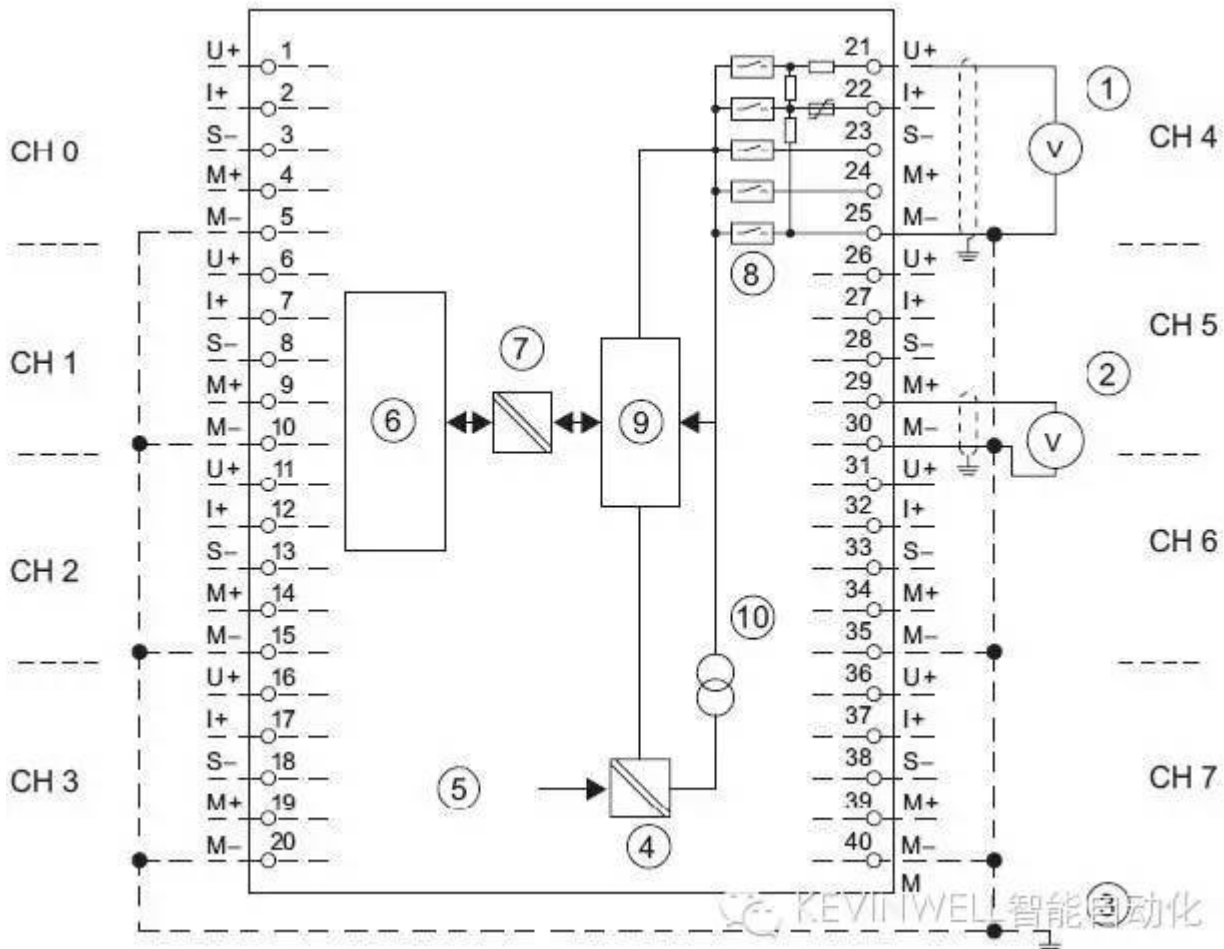 U+ 1
I+ 2
S– 3
M+ 4
M– 5
CH 0
U+ 6
I+ 7
S– 8
M+ 9
M– 10
CH 1
U+ 11
I+ 12
S– 13
M+ 14
M– 15
CH 2
U+ 16
I+ 17
S– 18
M+ 19
M– 20
CH 3
6
7
9
8
10
5
4
21 U+
22 I+
23 S–
24 M+
25 M–
V
1
CH 4
26 U+
27 I+
28 S–
29 M+
30 M–
V
2
CH 5
31 U+
32 I+
33 S–
34 M+
35 M–
CH 6
36 U+
37 I+
38 S–
39 M+
40 M–
CH 7
M
3
KEVINWELL智能自动化